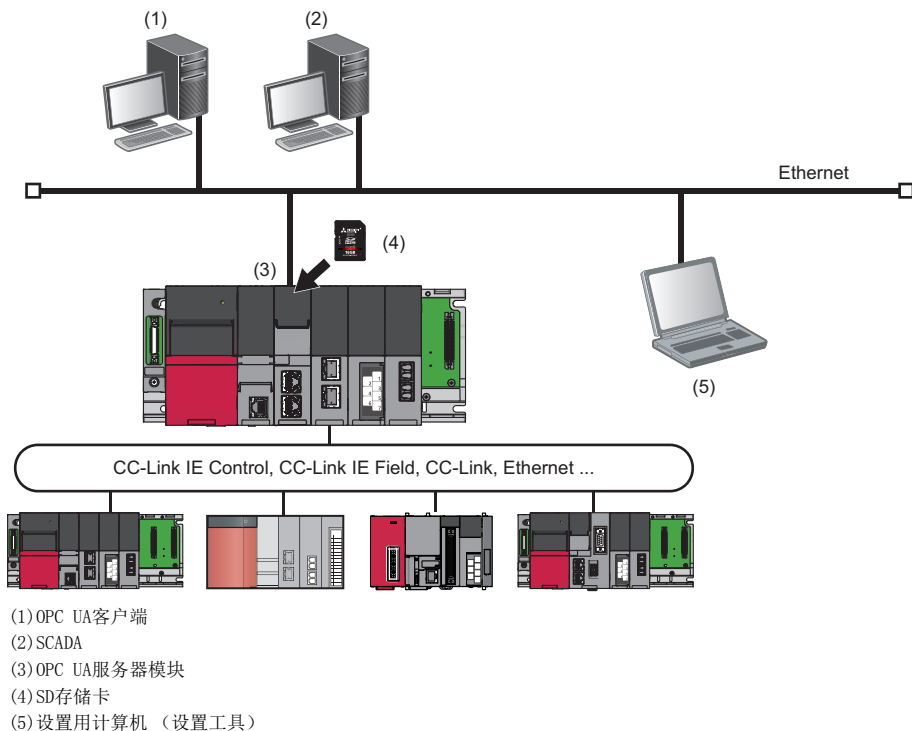 (1)
(2)
Ethernet
(4)
(3)
(5)
CC-Link IE Control, CC-Link IE Field, CC-Link, Ethernet ...
(1)OPC UA客户端
(2)SCADA
(3)OPC UA服务器模块
(4)SD存储卡
(5)设置用计算机 （设置工具）